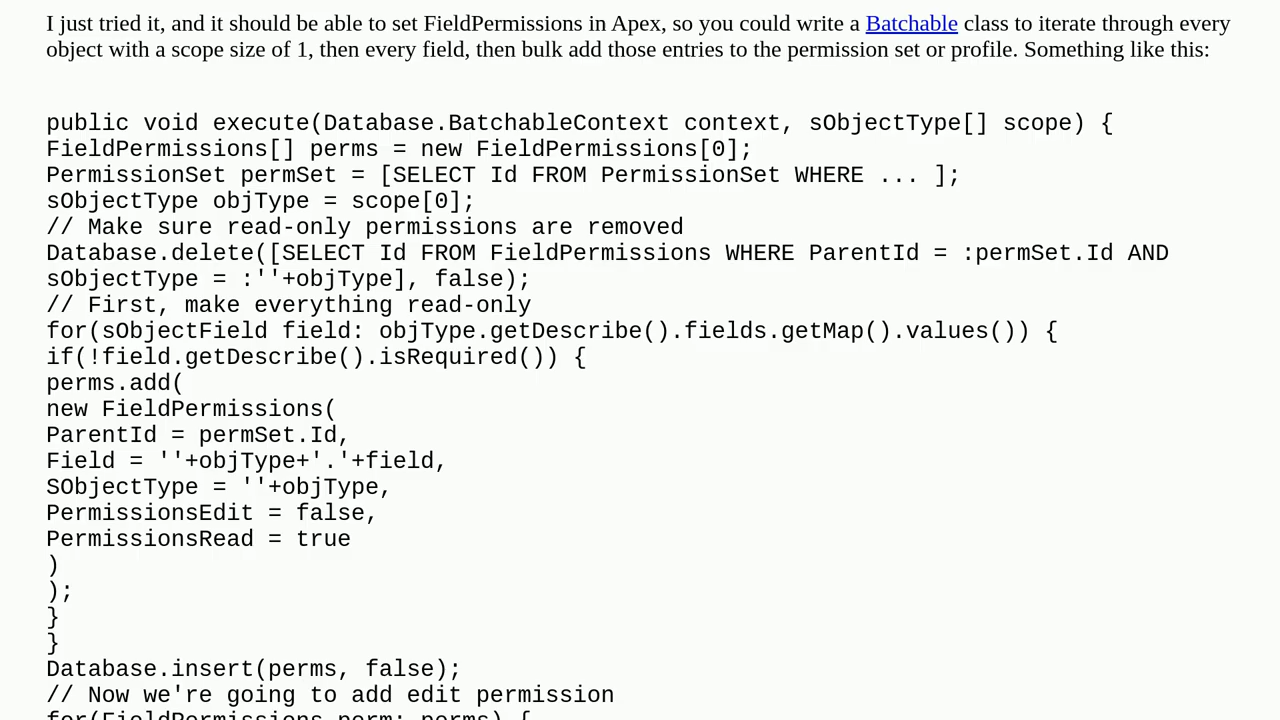 I just tried it, and it should be able to set FieldPermissions in Apex, so you could write a Batchable class to iterate through every
object with a scope size of 1, then every field, then bulk add those entries to the permission set or profile. Something like this:
public void execute(Database.BatchableContext context, sObjectType[] scope) {
FieldPermissions[] perms = new FieldPermissions[0];
PermissionSet permSet = [SELECT Id FROM PermissionSet WHERE ... ];
sObjectType objType = scope[0];
// Make sure read-only permissions are removed
Database.delete([SELECT Id FROM FieldPermissions WHERE ParentId = :permSet.Id AND
sObjectType = :''+objType], false);
// First, make everything read-only
for(sObjectField field: objType.getDescribe().fields.getMap().values()) {
if(!field.getDescribe().isRequired()) {
perms.add(
new FieldPermissions(
ParentId = permSet.Id,
Field = ''+objType+'.'+field,
SObjectType = ''+objType,
PermissionsEdit = false,
PermissionsRead = true
)
);
}
}
Database.insert(perms, false);
// Now we're going to add edit permission
for(FieldPermissions perm: perms) {